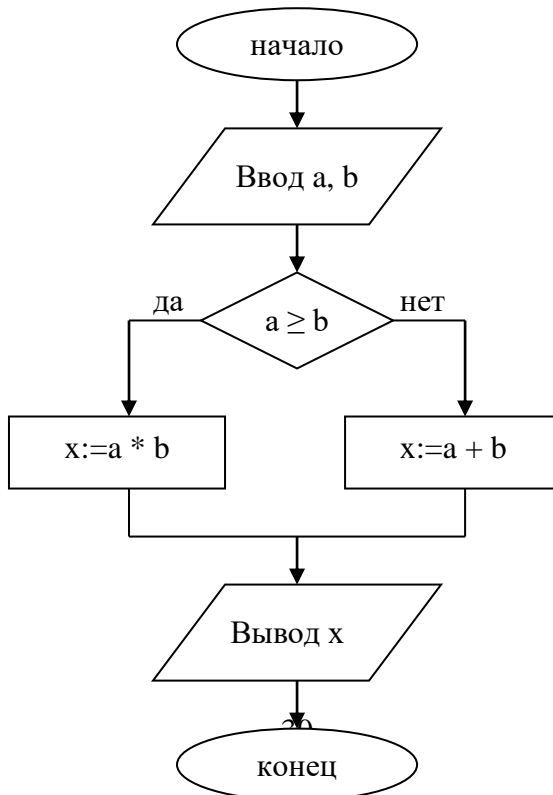 начало
Ввод a, b
да
нет
a ≥ b
x:=a * b
x:=a + b
Вывод x
конец